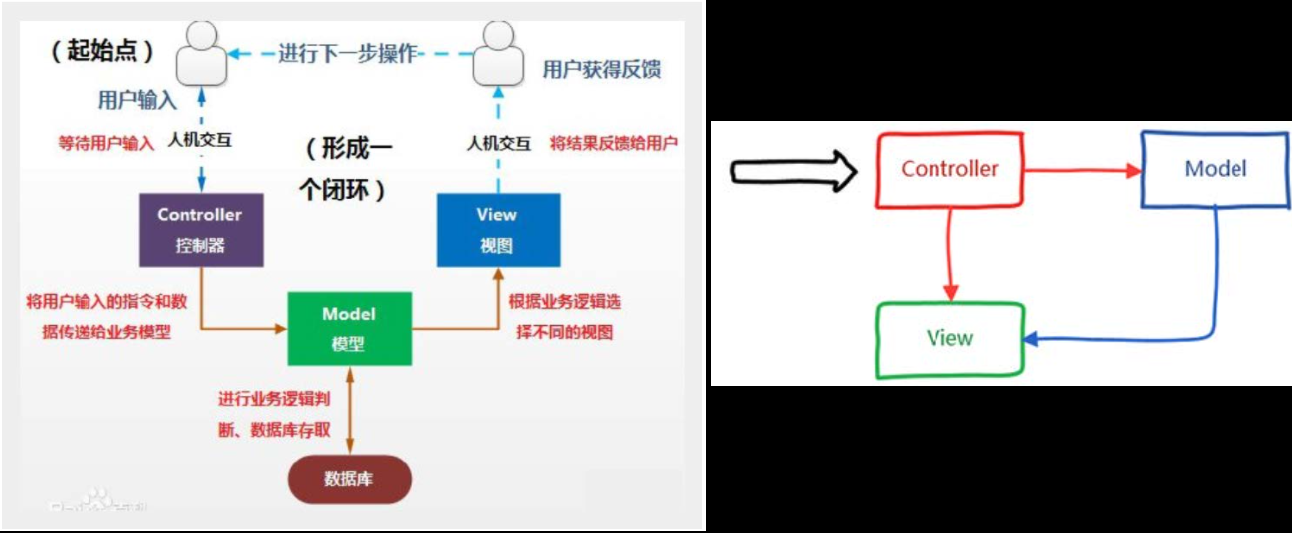 （起始点）
进行下一步操作
用户获得反馈
用户输入
等待用户输入
人机交互
（形成一
个闭环）
人机交互
将结果反馈给用户
Controller
控制器
View
视图
将用户输入的指令和数
据传递给业务模型
Model
模型
根据业务逻辑选
择不同的视图
进行业务逻辑判
断、数据库存取
数据库
Controller
Model
View